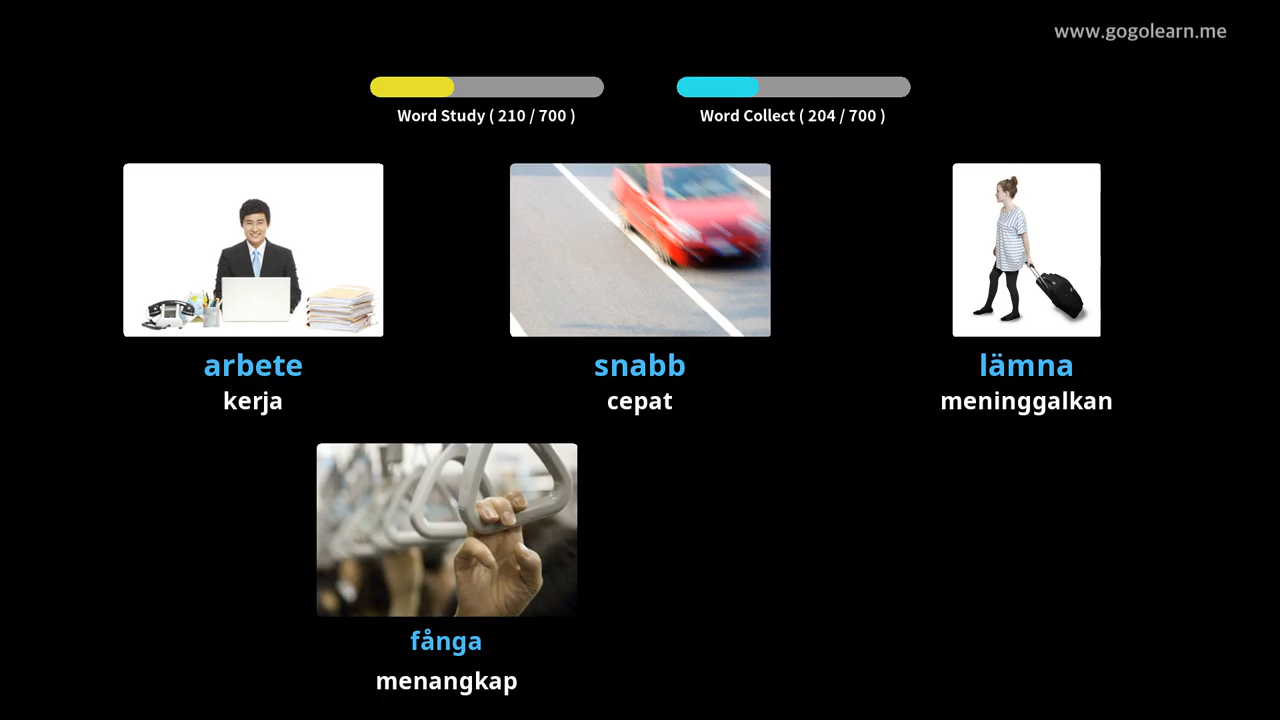 www.gogolearn.me
Word Study ( 210 / 700 )
Word Collect ( 204 / 700 )
arbete
kerja
snabb
cepat
lämna
meninggalkan
fånga
menangkap